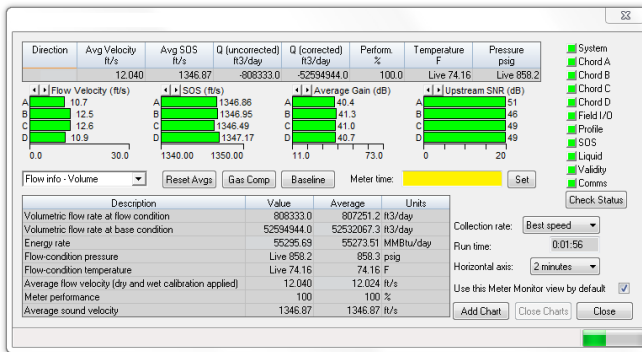 Direction Avg Velocity ft/s Avg SOS ft/s Q (uncorrected) ft3/day Q (corrected) ft3/day Perform. % Temperature F Pressure psig
12.040 1346.87 -808333.0 -52594944.0 100.0 Live 74.16 Live 858.2
Flow Velocity (ft/s) SOS (ft/s) Average Gain (dB) Upstream SNR (dB)
A 10.7 A 1346.86 A 40.4 A 51
B 12.5 B 1346.95 B 41.3 B 46
C 12.6 C 1346.49 C 41.0 C 49
D 10.9 D 1347.17 D 40.7 D 49
0.0 30.0 1340.00 1350.00 11.0 73.0 0 20
System
Chord A
Chord B
Chord C
Chord D
Field I/O
Profile
SOS
Liquid
Validity
Comms
Check Status
Flow info - Volume Reset Avgs Gas Comp Baseline Meter time: Set
Description Value Average Units
Volumetric flow rate at flow condition 808333.0 807251.2 ft3/day
Volumetric flow rate at base condition 52594944.0 52532067.3 ft3/day
Energy rate 55295.69 55273.51 MMBtu/day
Flow-condition pressure Live 858.2 858.3 psig
Flow-condition temperature Live 74.16 74.16 F
Average flow velocity (dry and wet calibration applied) 12.040 12.024 ft/s
Meter performance 100 100 %
Average sound velocity 1346.87 1346.87 ft/s
Collection rate: Best speed
Run time: 0:01:56
Horizontal axis: 2 minutes
Use this Meter Monitor view by default
Add Chart Close Charts Close